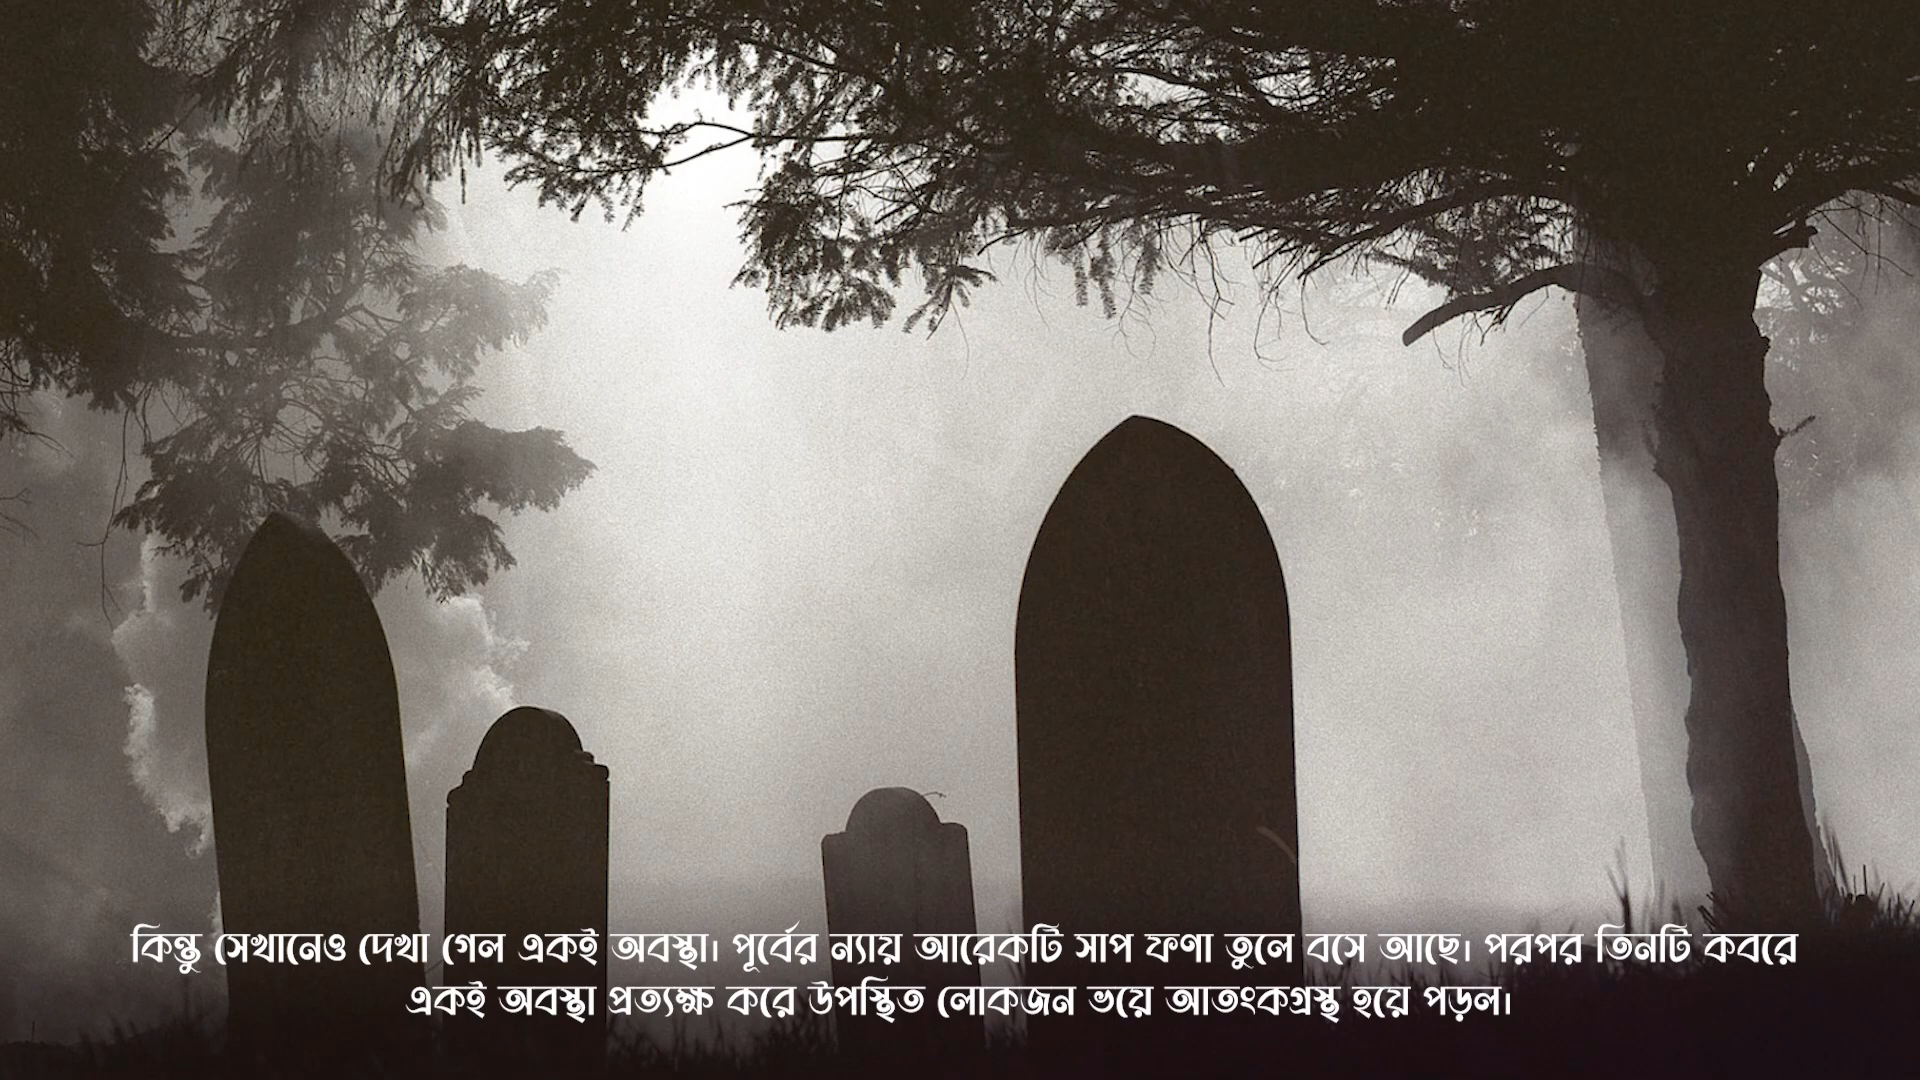 কিন্তু সেখানেও দেখা গেল একই অবস্থা। পূর্বের ন্যায় আরেকটি সাপ ফণা তুলে বসে আছে। পরপর তিনটি কবরে
একই অবস্থা প্রত্যক্ষ করে উপস্থিত লোকজন ভয়ে আতংকগ্রস্থ হয়ে পড়ল।